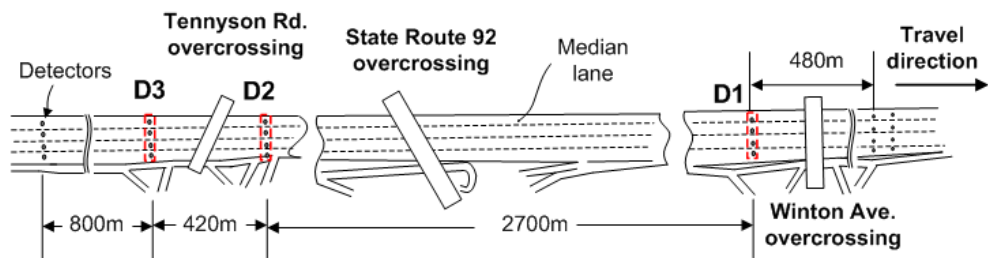 Tennyson Rd.
overcrossing
State Route 92
overcrossing
Median
lane
Travel
direction
480m
Detectors
D3
D2
D1
800m
420m
2700m
Winton Ave.
overcrossing